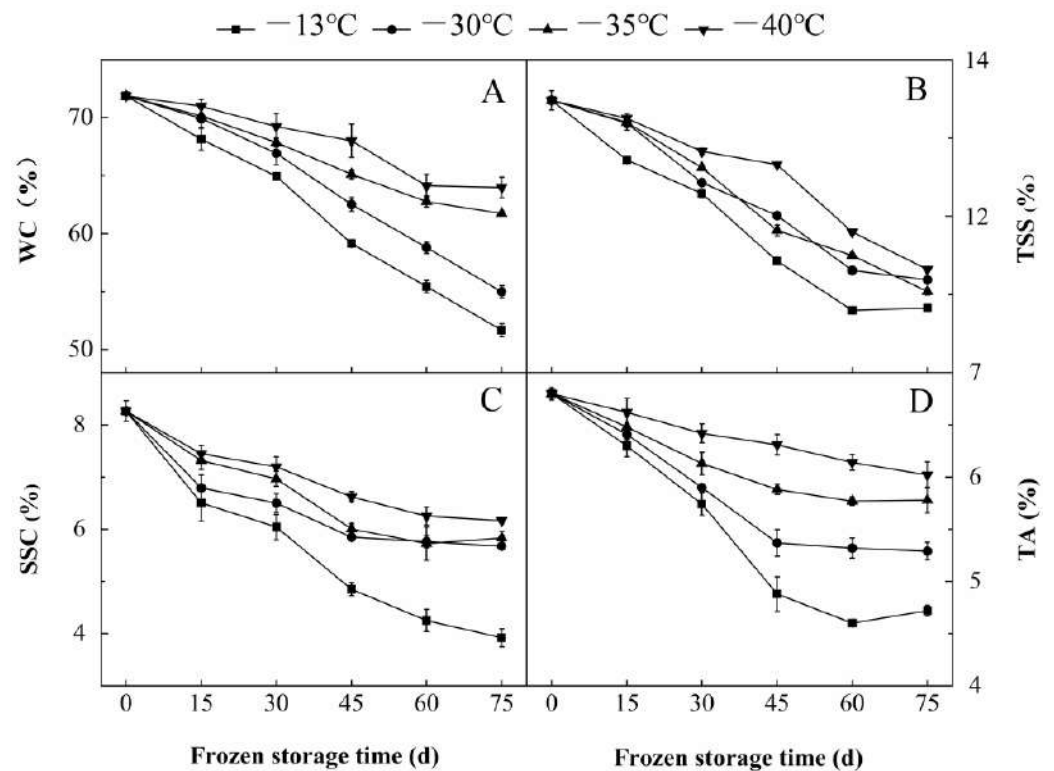 —13℃ —30℃ —35℃ —40℃
A
B
70
60
50
WC (%)
14
12
TSS (%)
C
D
8
6
4
SSC (%)
7
6
5
4
TA (%)
0 15 30 45 60 75
0 15 30 45 60 75
Frozen storage time (d)
Frozen storage time (d)